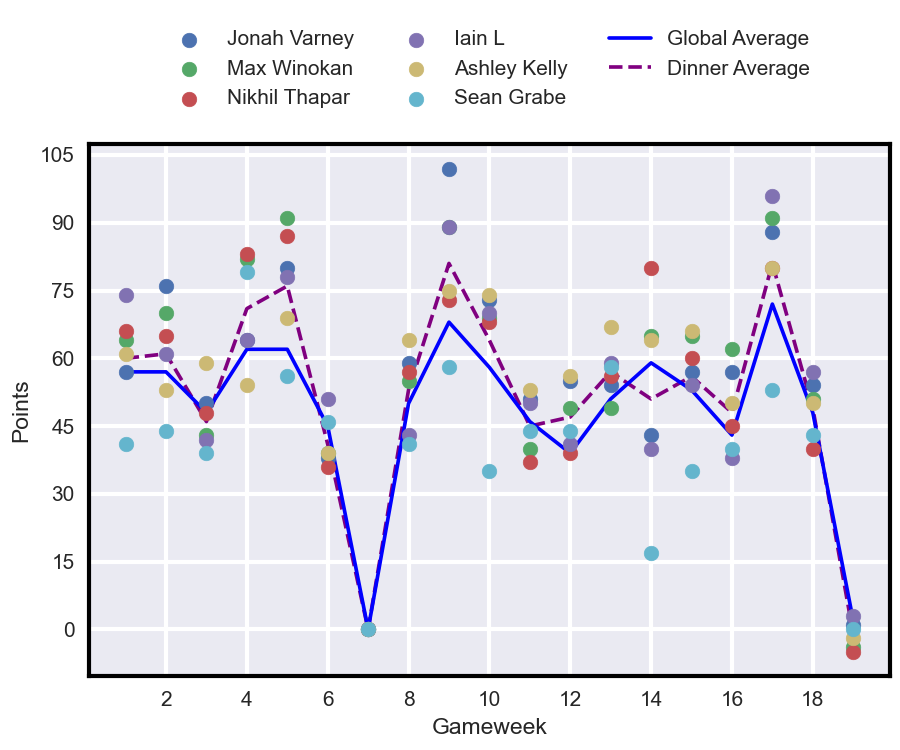 Jonah Varney
Max Winokan
Nikhil Thapar
Iain L
Ashley Kelly
Sean Grabe
Global Average
Dinner Average
105
90
75
60
45
30
15
0
Points
2 4 6 8 10 12 14 16 18
Gameweek